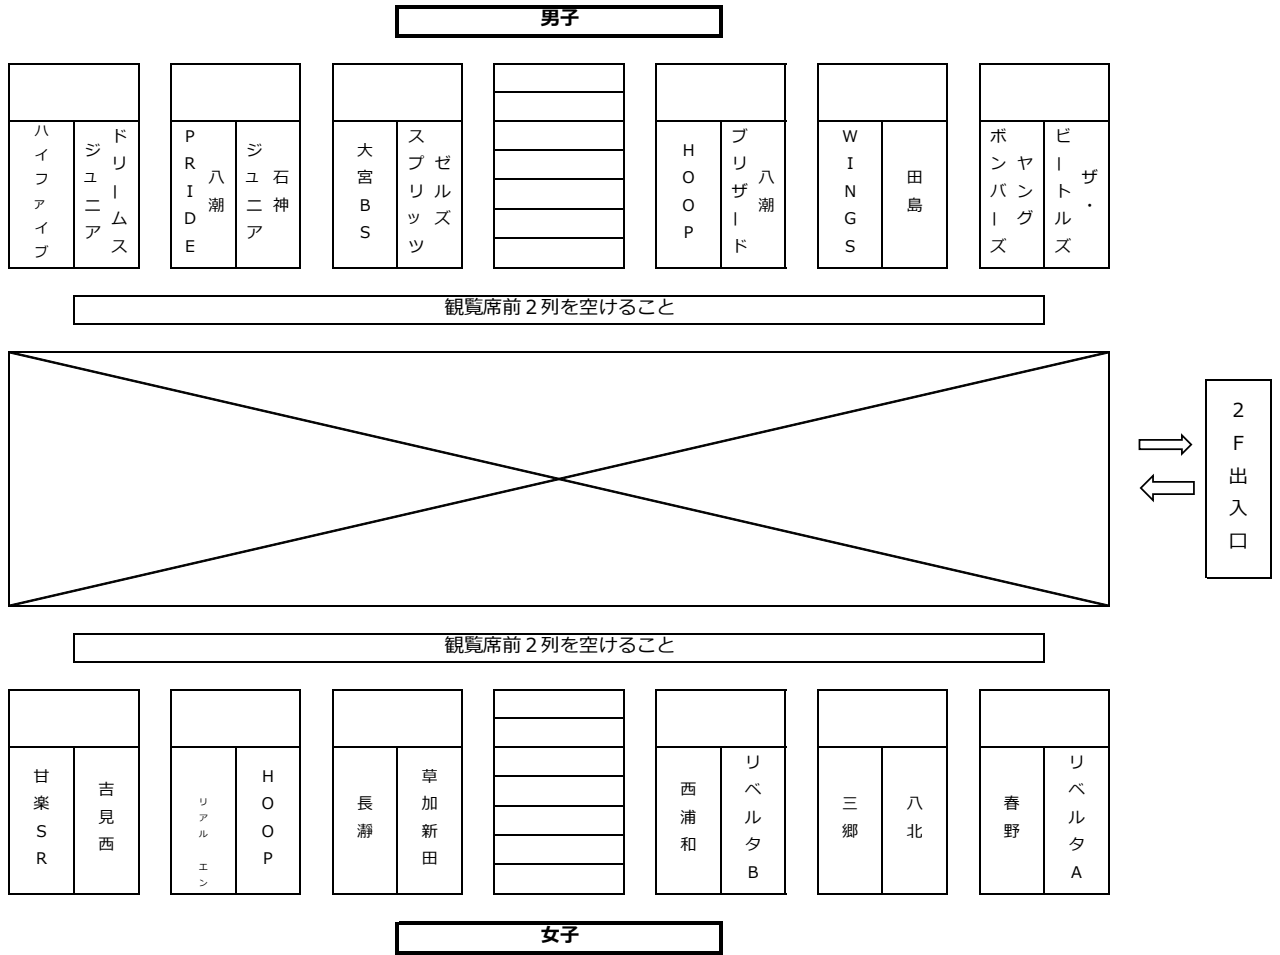 男子
ハイファイブ
ドリームス
ジュニア
PRIDE
八潮
石神
ジュニア
大宮BS
ゼルズ
スプリッツ
HOOP
八潮
ブリザード
WINGS
田島
ヤング
ボンバーズ
ザ・
ビートルズ
観覧席前２列を空けること
2F出入口
観覧席前２列を空けること
甘楽SR
吉見西
リアル エン
HOOP
長瀞
草加新田
西浦和
リベルタB
三郷
八北
春野
リベルタA
女子